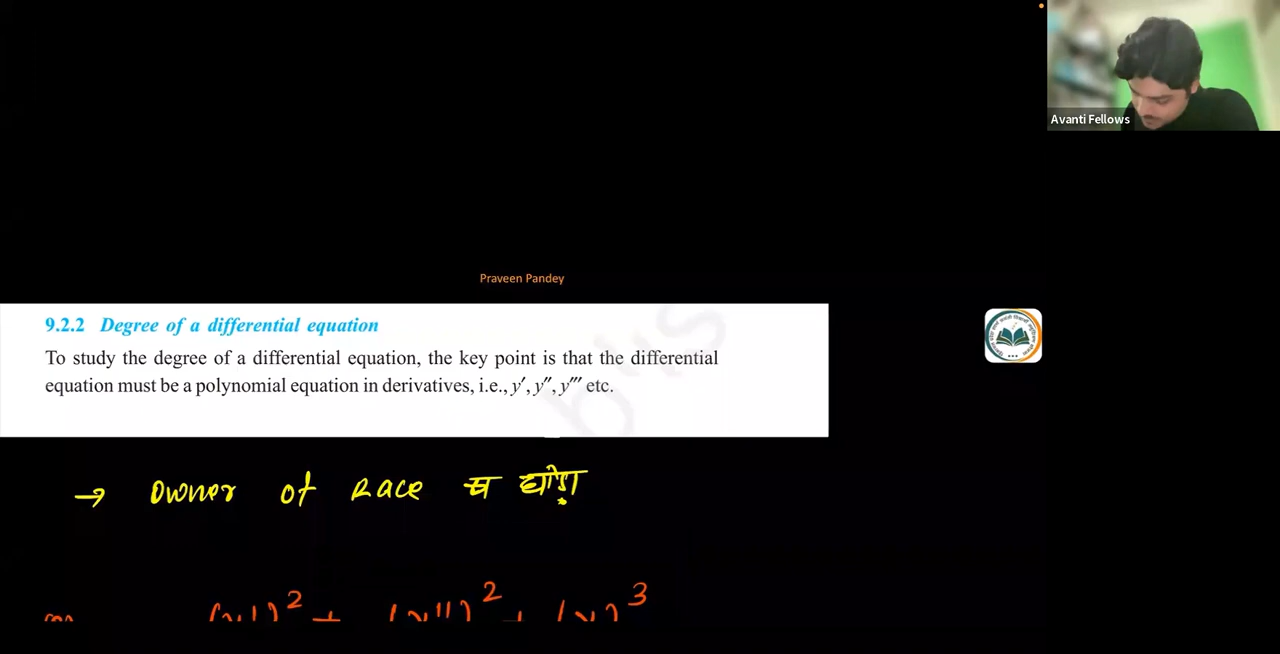 Avanti Fellows
Praveen Pandey
9.2.2 Degree of a differential equation
To study the degree of a differential equation, the key point is that the differential
equation must be a polynomial equation in derivatives, i.e., y′, y″, y‴ etc.
→ Owner of Race घोड़ा